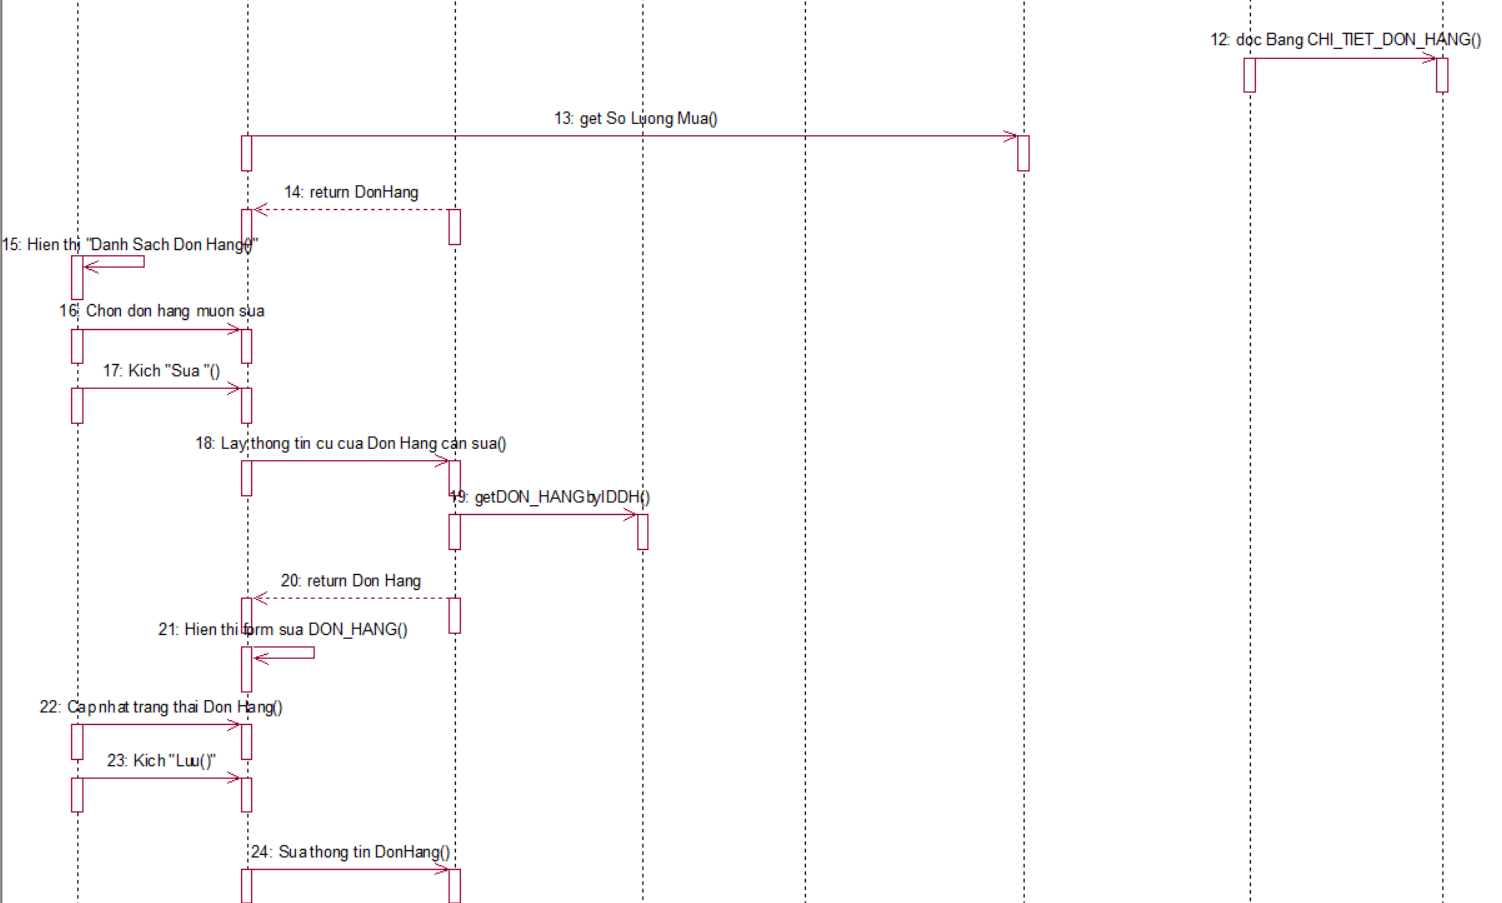 12: doc Bang CHI_TIET_DON_HANG()
13: get So Luong Mua()
14: return DonHang
15: Hien thi "Danh Sach Don Hang()"
16: Chon don hang muon sua
17: Kich "Sua "()
18: Lay thong tin cu cua Don Hang can sua()
19: getDON_HANGbyIDDH()
20: return Don Hang
21: Hien thi form sua DON_HANG()
22: Cap nhat trang thai Don Hang()
23: Kich "Luu()"
24: Sua thong tin DonHang()